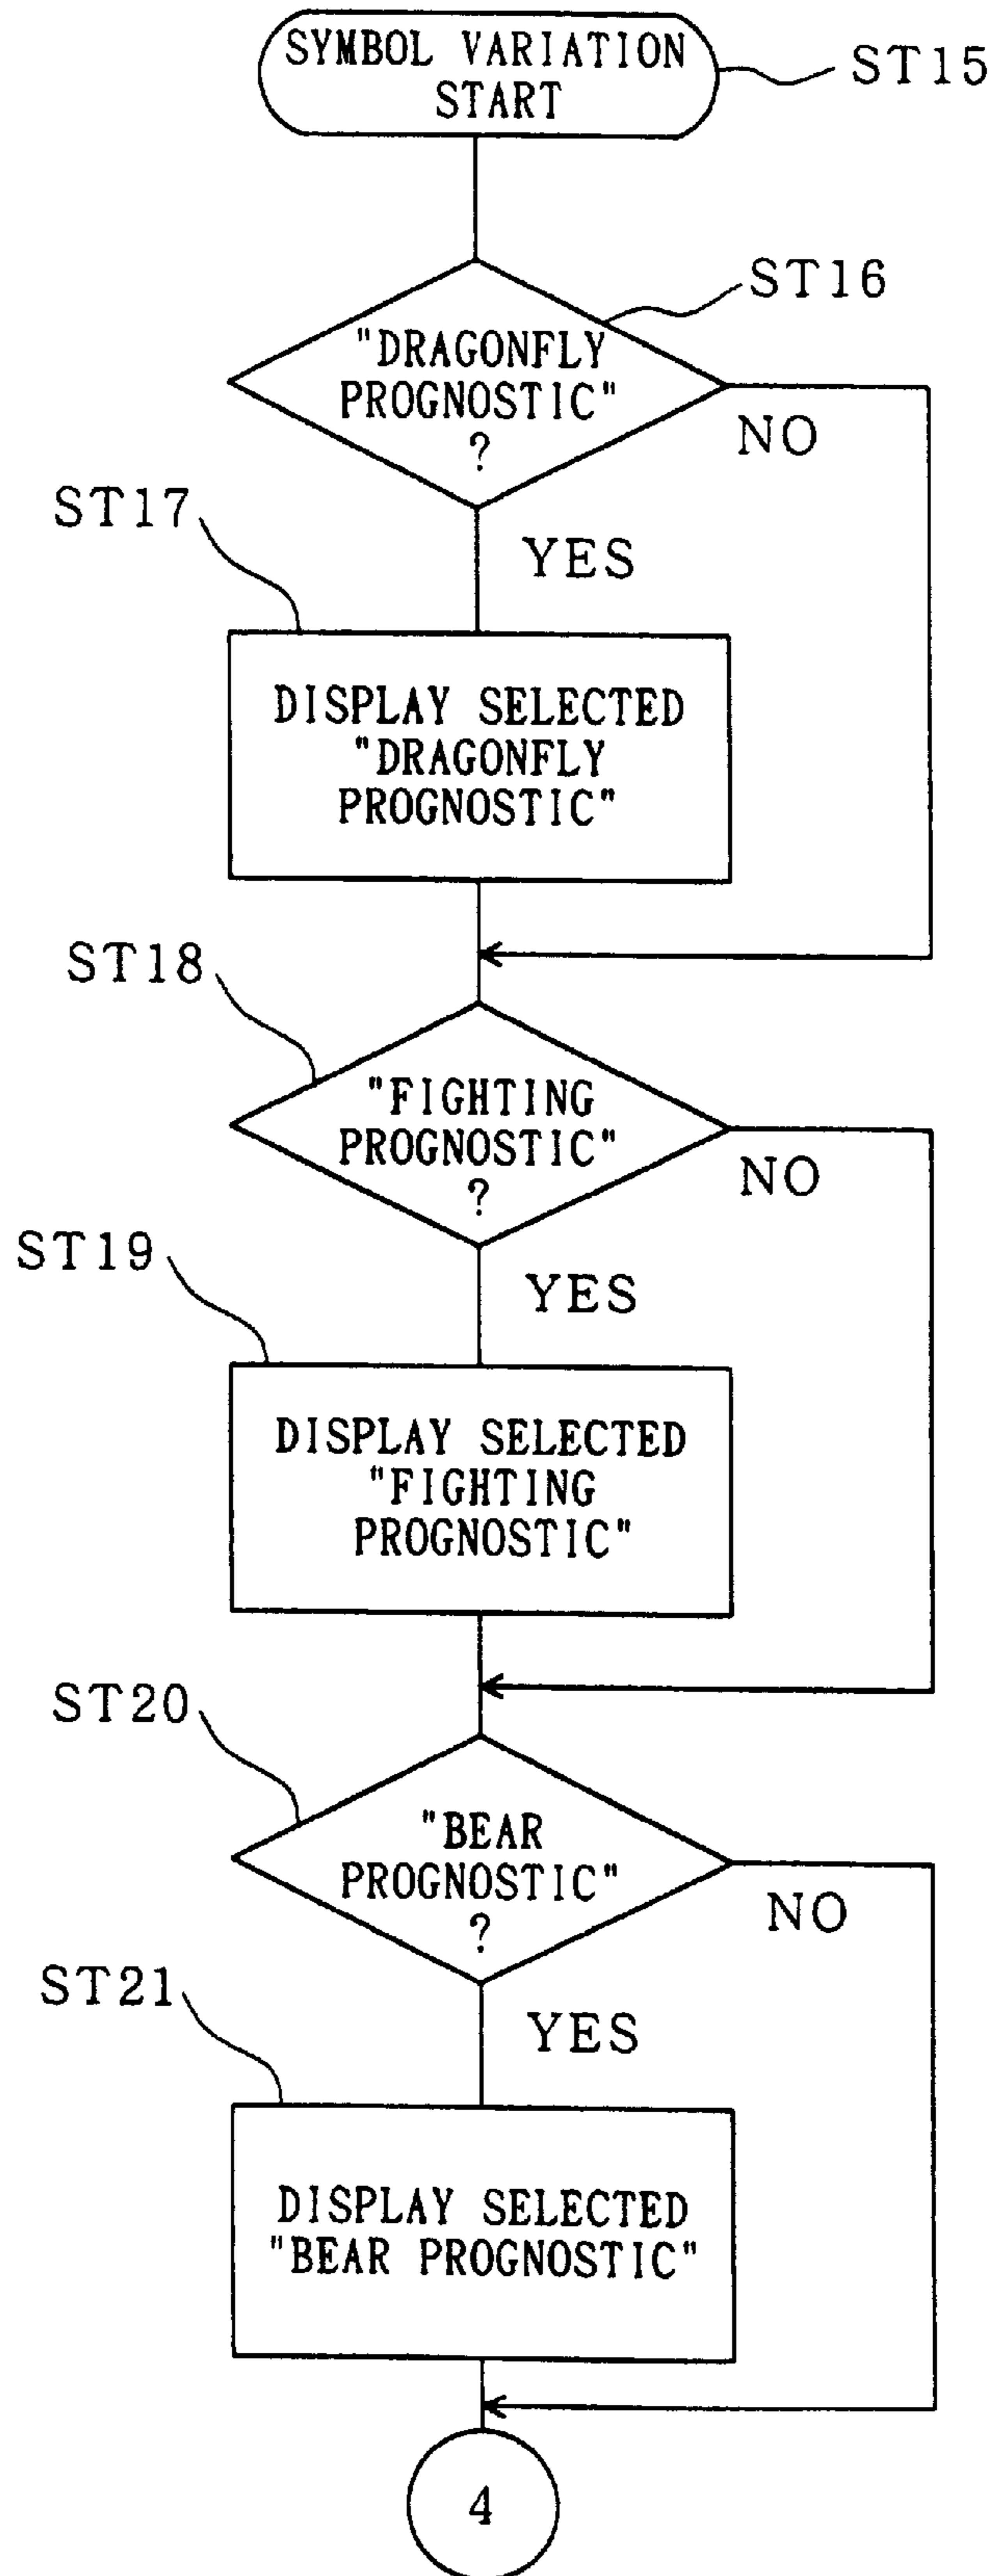 SYMBOL VARIATION
START
ST15
ST16
"DRAGONFLY
PROGNOSTIC"
?
NO
ST17
YES
DISPLAY SELECTED
"DRAGONFLY
PROGNOSTIC"
ST18
"FIGHTING
PROGNOSTIC"
?
NO
ST19
YES
DISPLAY SELECTED
"FIGHTING
PROGNOSTIC"
ST20
"BEAR
PROGNOSTIC"
?
NO
ST21
YES
DISPLAY SELECTED
"BEAR PROGNOSTIC"
4